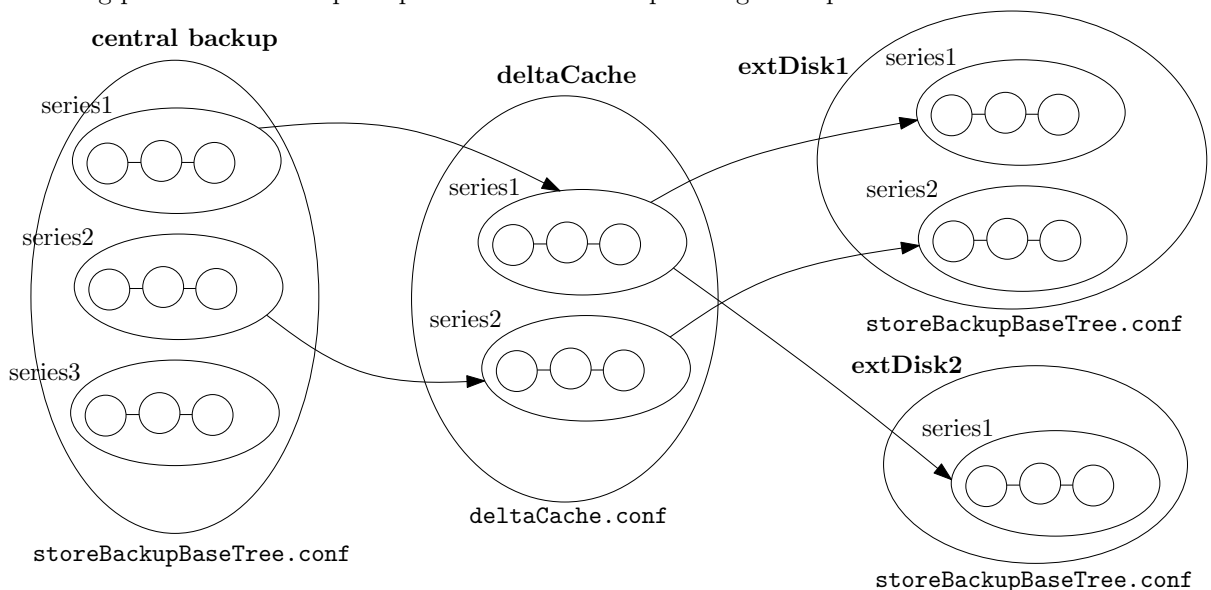 central backup
series1
series2
series3
storeBackupBaseTree.conf
deltaCache
series1
series2
deltaCache.conf
extDisk1
series1
series2
storeBackupBaseTree.conf
extDisk2
series1
storeBackupBaseTree.conf